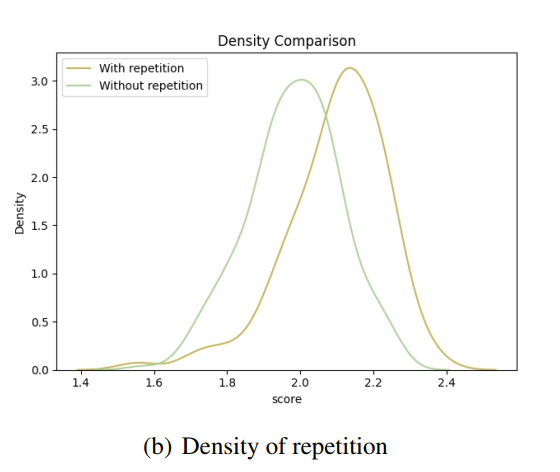 Density Comparison
With repetition
Without repetition
3.0
2.5
2.0
1.5
1.0
0.5
0.0
Density
1.4 1.6 1.8 2.0 2.2 2.4
score
(b) Density of repetition